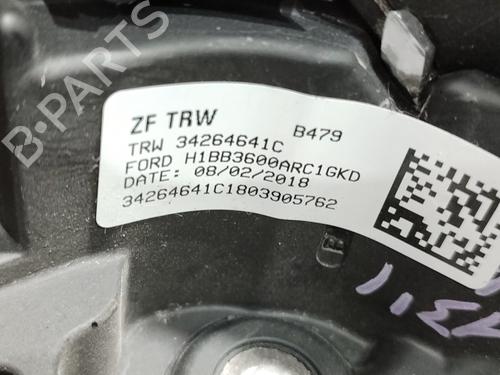 ZF TRW B479
TRW 34264641C
FORD H1BB3600ARC1GKD
DATE: 08/02/2018
34264641C1803905762
B
B-PARTS